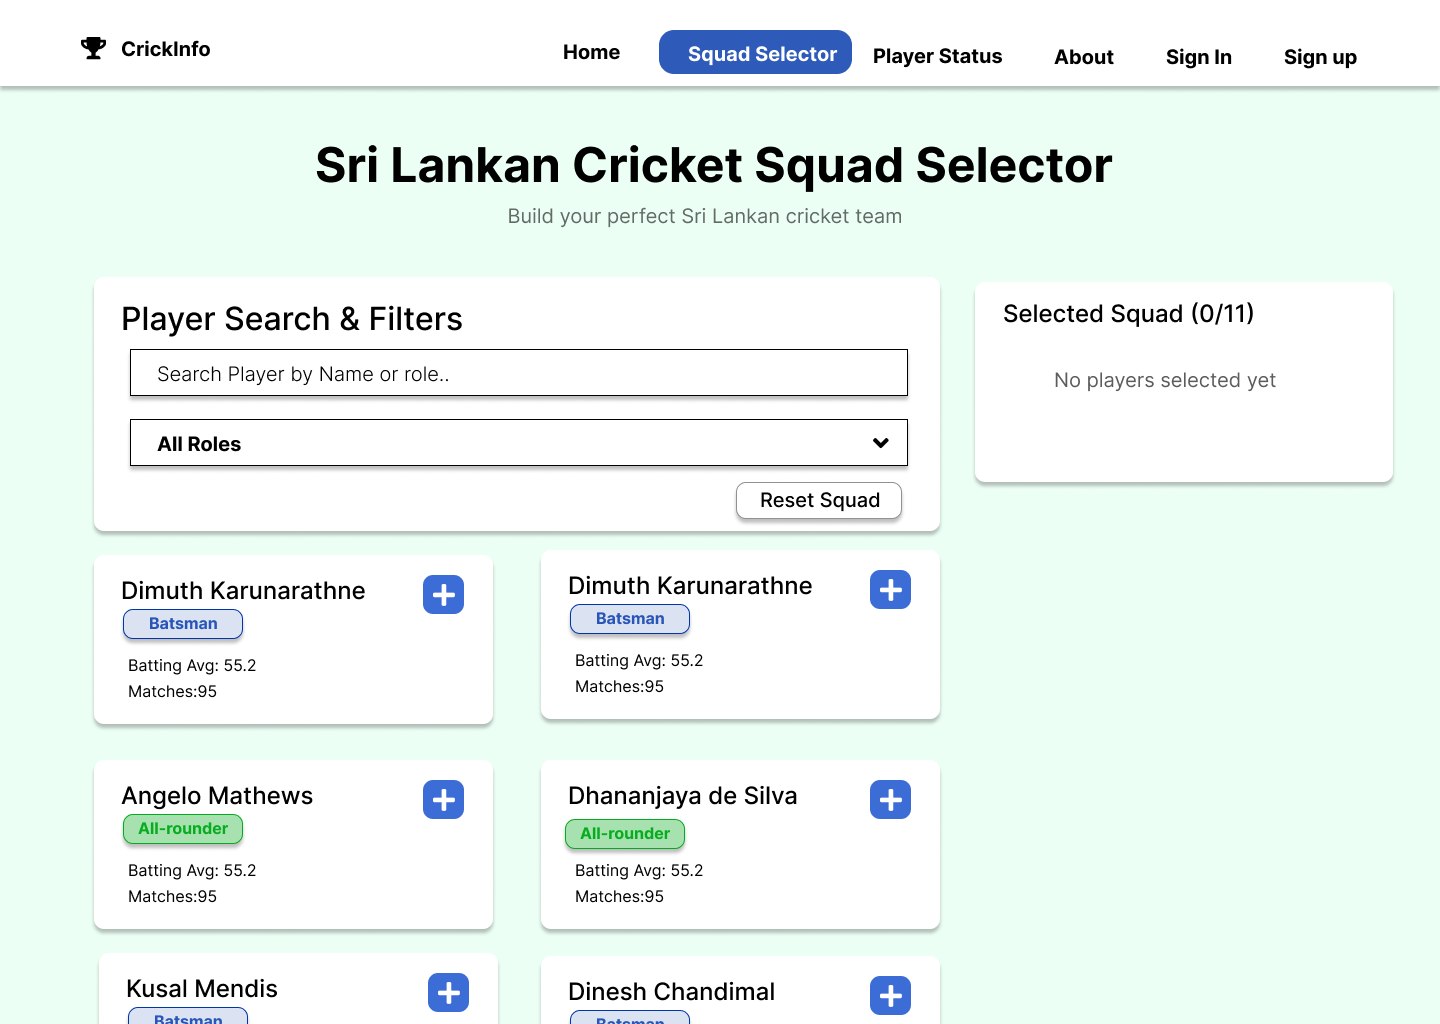 CrickInfo
Home
Squad Selector
Player Status
About
Sign In
Sign up
Sri Lankan Cricket Squad Selector
Build your perfect Sri Lankan cricket team
Player Search & Filters
Search Player by Name or role..
All Roles
Reset Squad
Selected Squad (0/11)
No players selected yet
Dimuth Karunarathne
Batsman
Batting Avg: 55.2
Matches:95
Dimuth Karunarathne
Batsman
Batting Avg: 55.2
Matches:95
Angelo Mathews
All-rounder
Batting Avg: 55.2
Matches:95
Dhananjaya de Silva
All-rounder
Batting Avg: 55.2
Matches:95
Kusal Mendis
Batsman
Dinesh Chandimal
Batsman